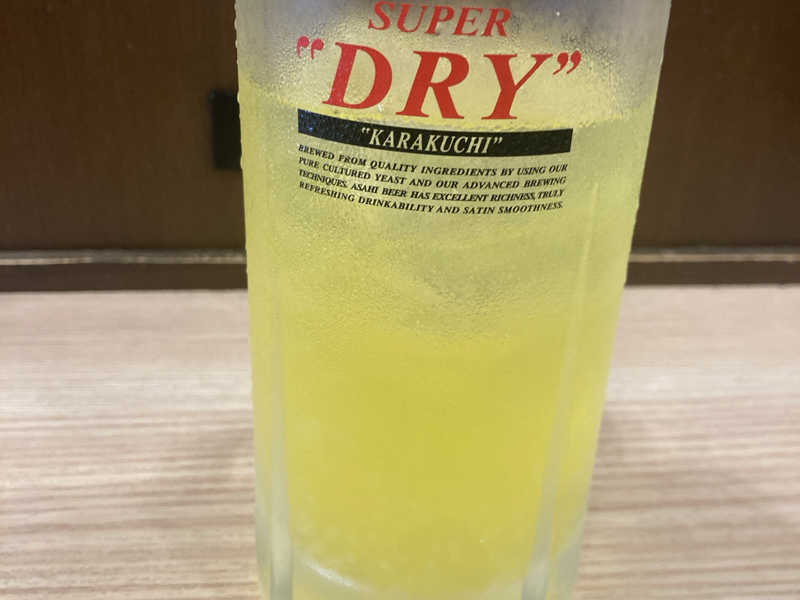 SUPER
"DRY"
"KARAKUCHI"
BREWED FROM QUALITY INGREDIENTS BY USING OUR
PURE CULTURED YEAST AND OUR ADVANCED BREWING
TECHNIQUES. ASAHI BEER HAS EXCELLENT RICHNESS, TRULY
REFRESHING DRINKABILITY AND SATIN SMOOTHNESS.